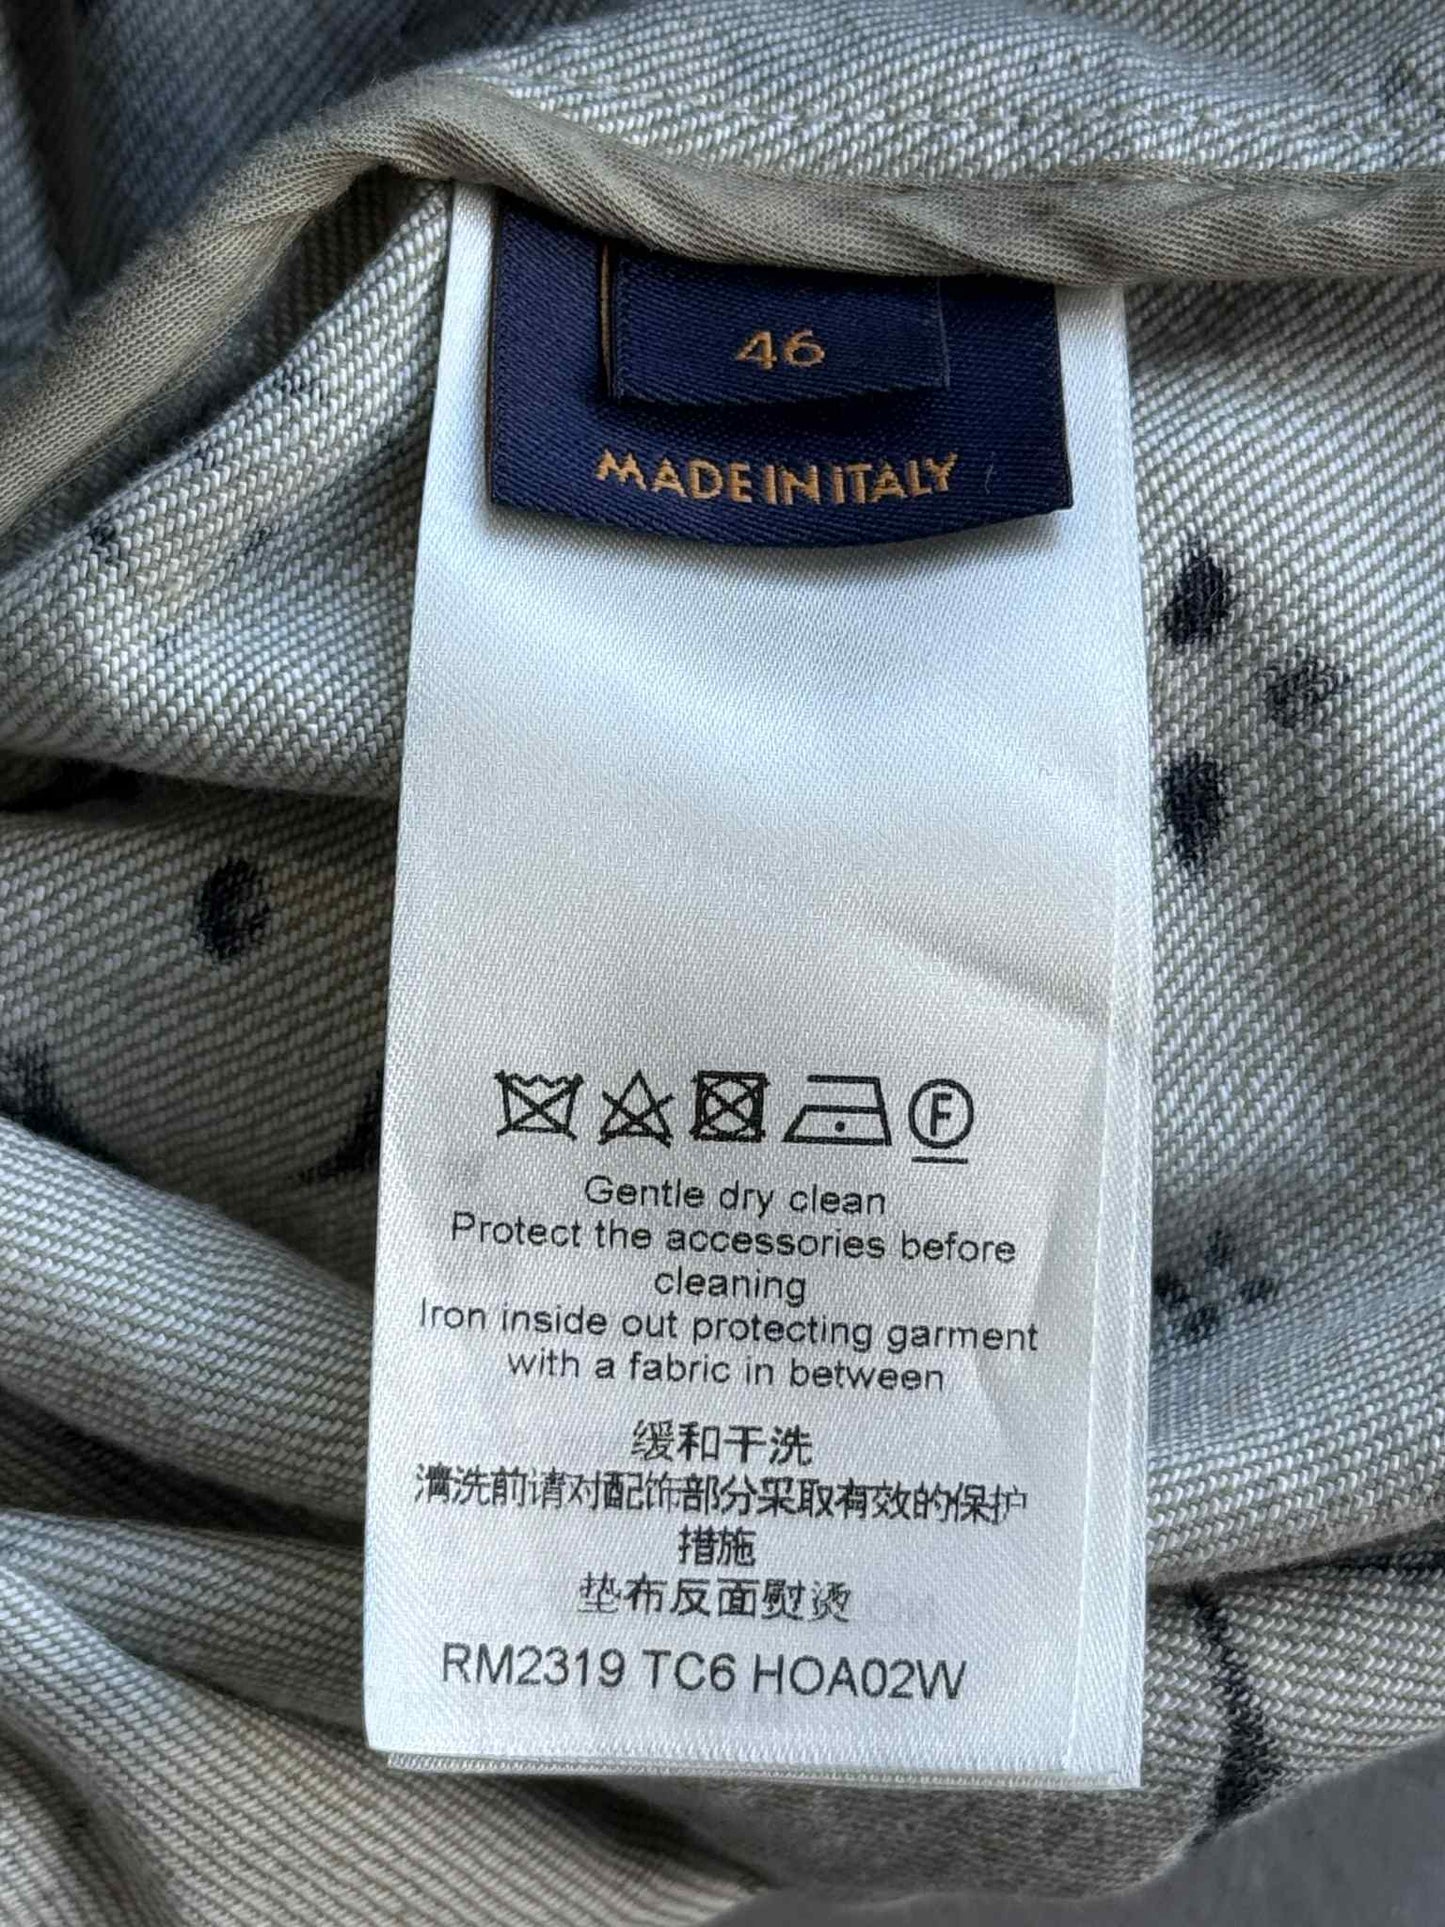 46
MADE IN ITALY
F
Gentle dry clean
Protect the accessories before
cleaning
Iron inside out protecting garment
with a fabric in between
缓和干洗
清洗前请对配饰部分采取有效的保护
措施
垫布反面熨烫
RM2319 TC6 HOA02W